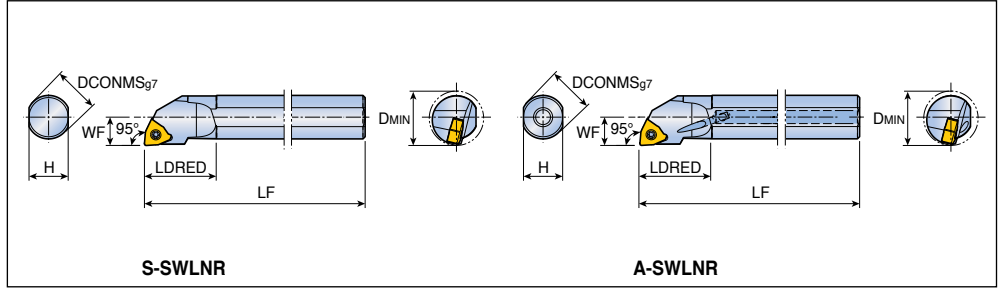 DCONMSg7
WF
95°
H
LDRED
LF
DMIN
S-SWLNR
DCONMSg7
WF
95°
H
LDRED
LF
DMIN
A-SWLNR